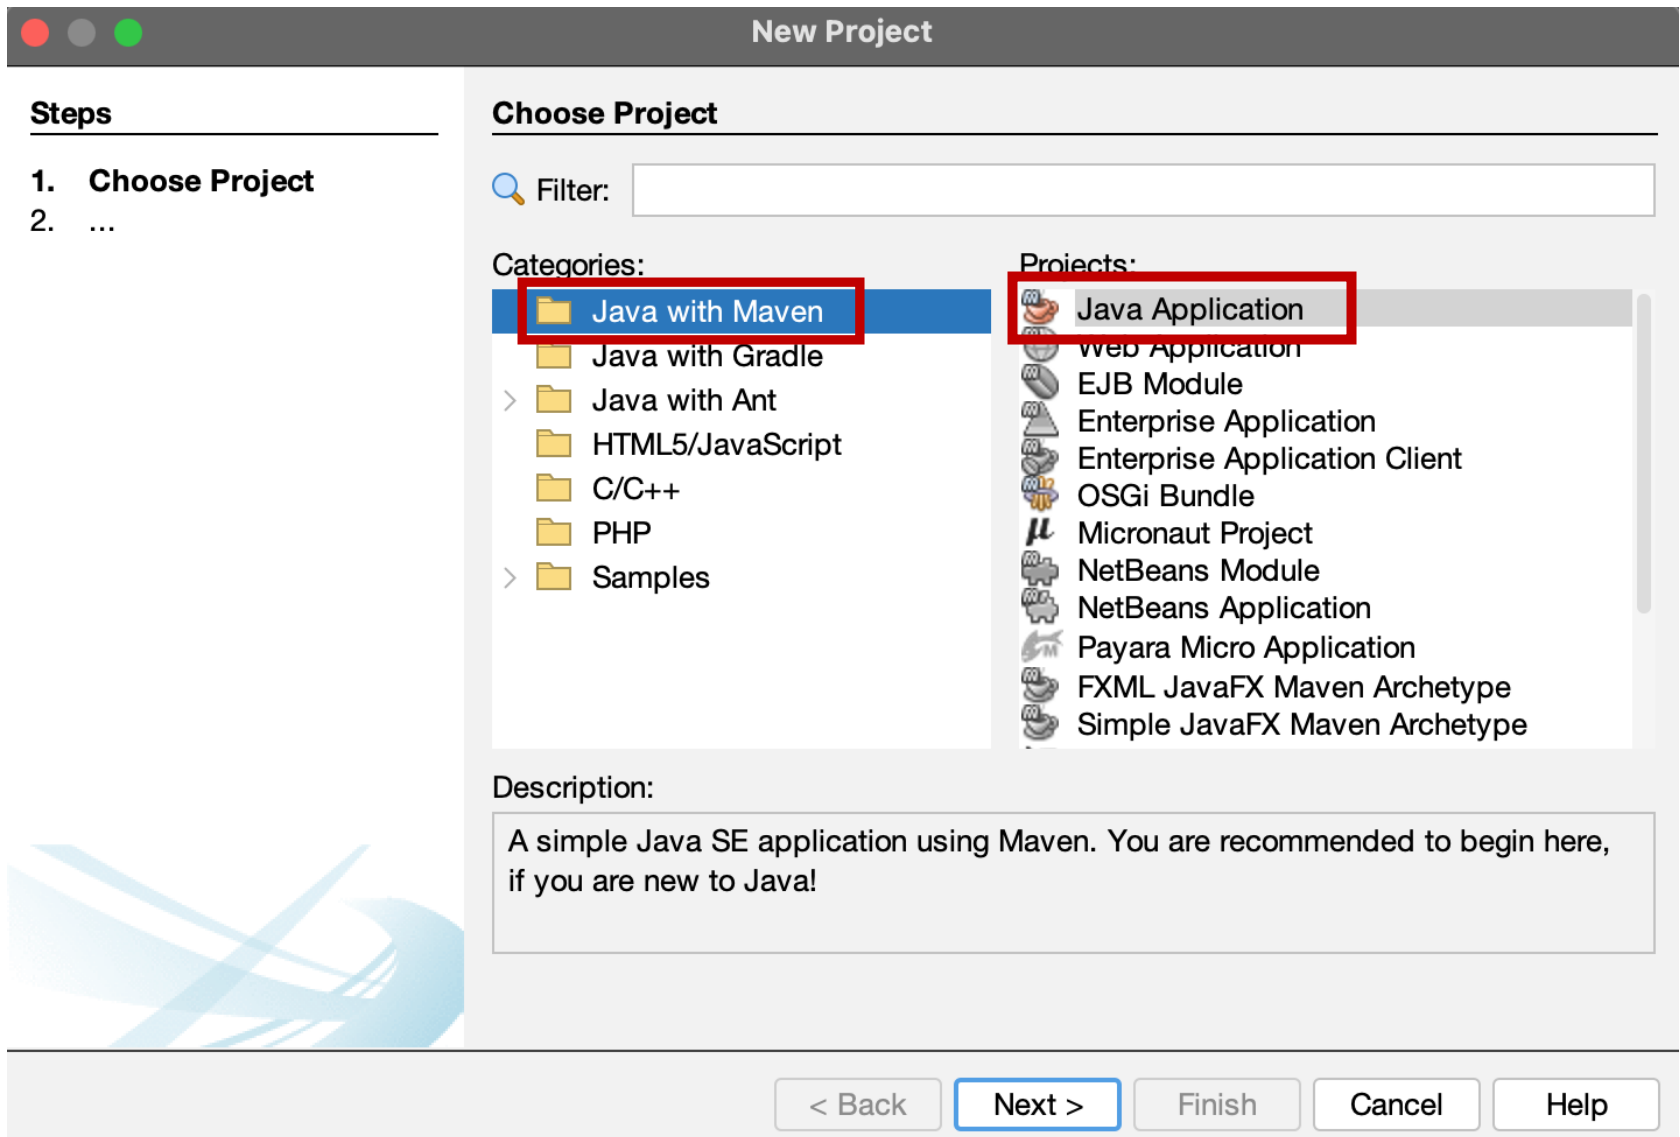 New Project
Steps
1. Choose Project
2. ...
Choose Project
Filter:
Categories:
Java with Maven
Java with Gradle
Java with Ant
HTML5/JavaScript
C/C++
PHP
Samples
Projects:
Java Application
Web Application
EJB Module
Enterprise Application
Enterprise Application Client
OSGi Bundle
Micronaut Project
NetBeans Module
NetBeans Application
Payara Micro Application
FXML JavaFX Maven Archetype
Simple JavaFX Maven Archetype
Description:
A simple Java SE application using Maven. You are recommended to begin here,
if you are new to Java!
< Back
Next >
Finish
Cancel
Help